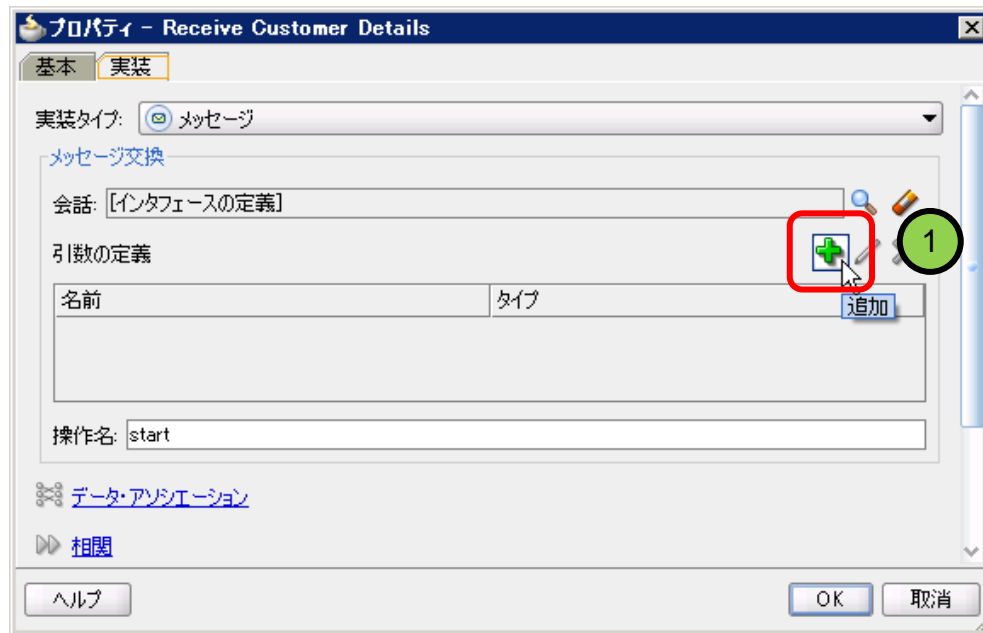 プロパティ - Receive Customer Details
基本 実装
実装タイプ: メッセージ
メッセージ交換
会話: [インタフェースの定義]
引数の定義
1
追加
名前 タイプ
操作名: start
データ・アソシエーション
相関
ヘルプ OK 取消